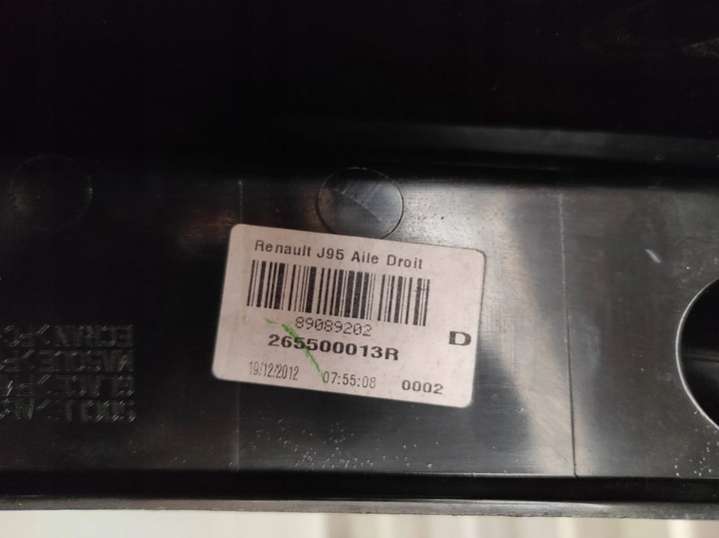 Renault J95 Aile Droit
89089202
265500013R
D
19/12/2012 07:55:08 0002